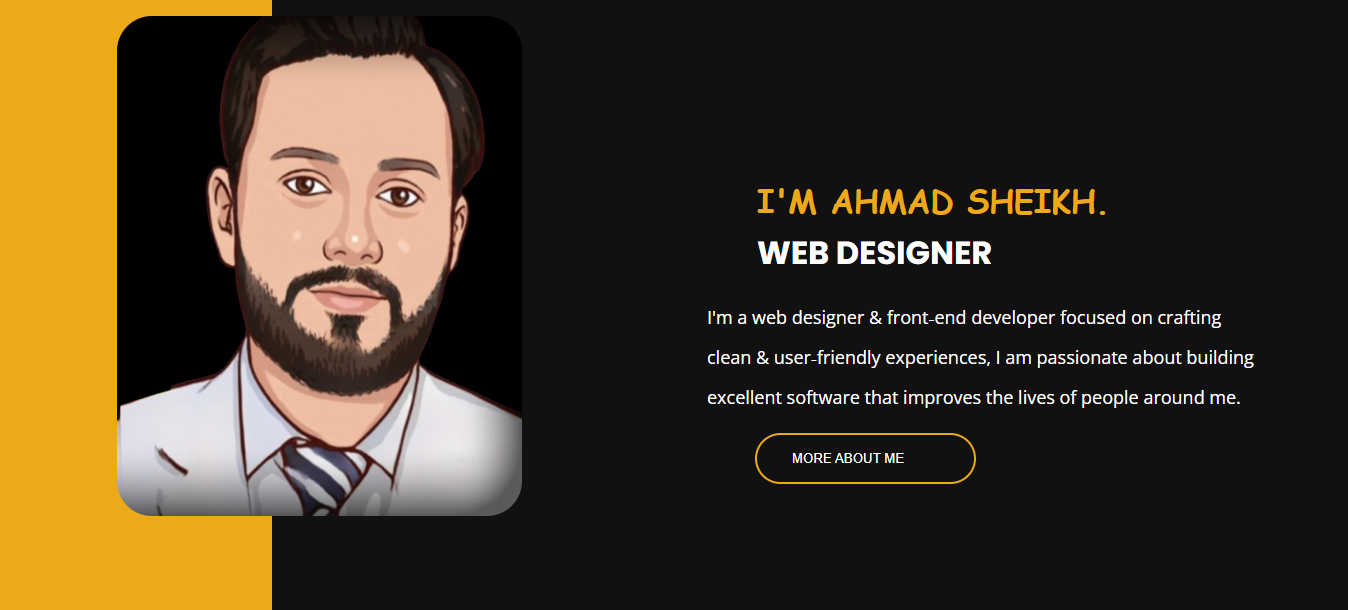 I'M AHMAD SHEIKH.
WEB DESIGNER
I'm a web designer & front-end developer focused on crafting
clean & user-friendly experiences, I am passionate about building
excellent software that improves the lives of people around me.
MORE ABOUT ME